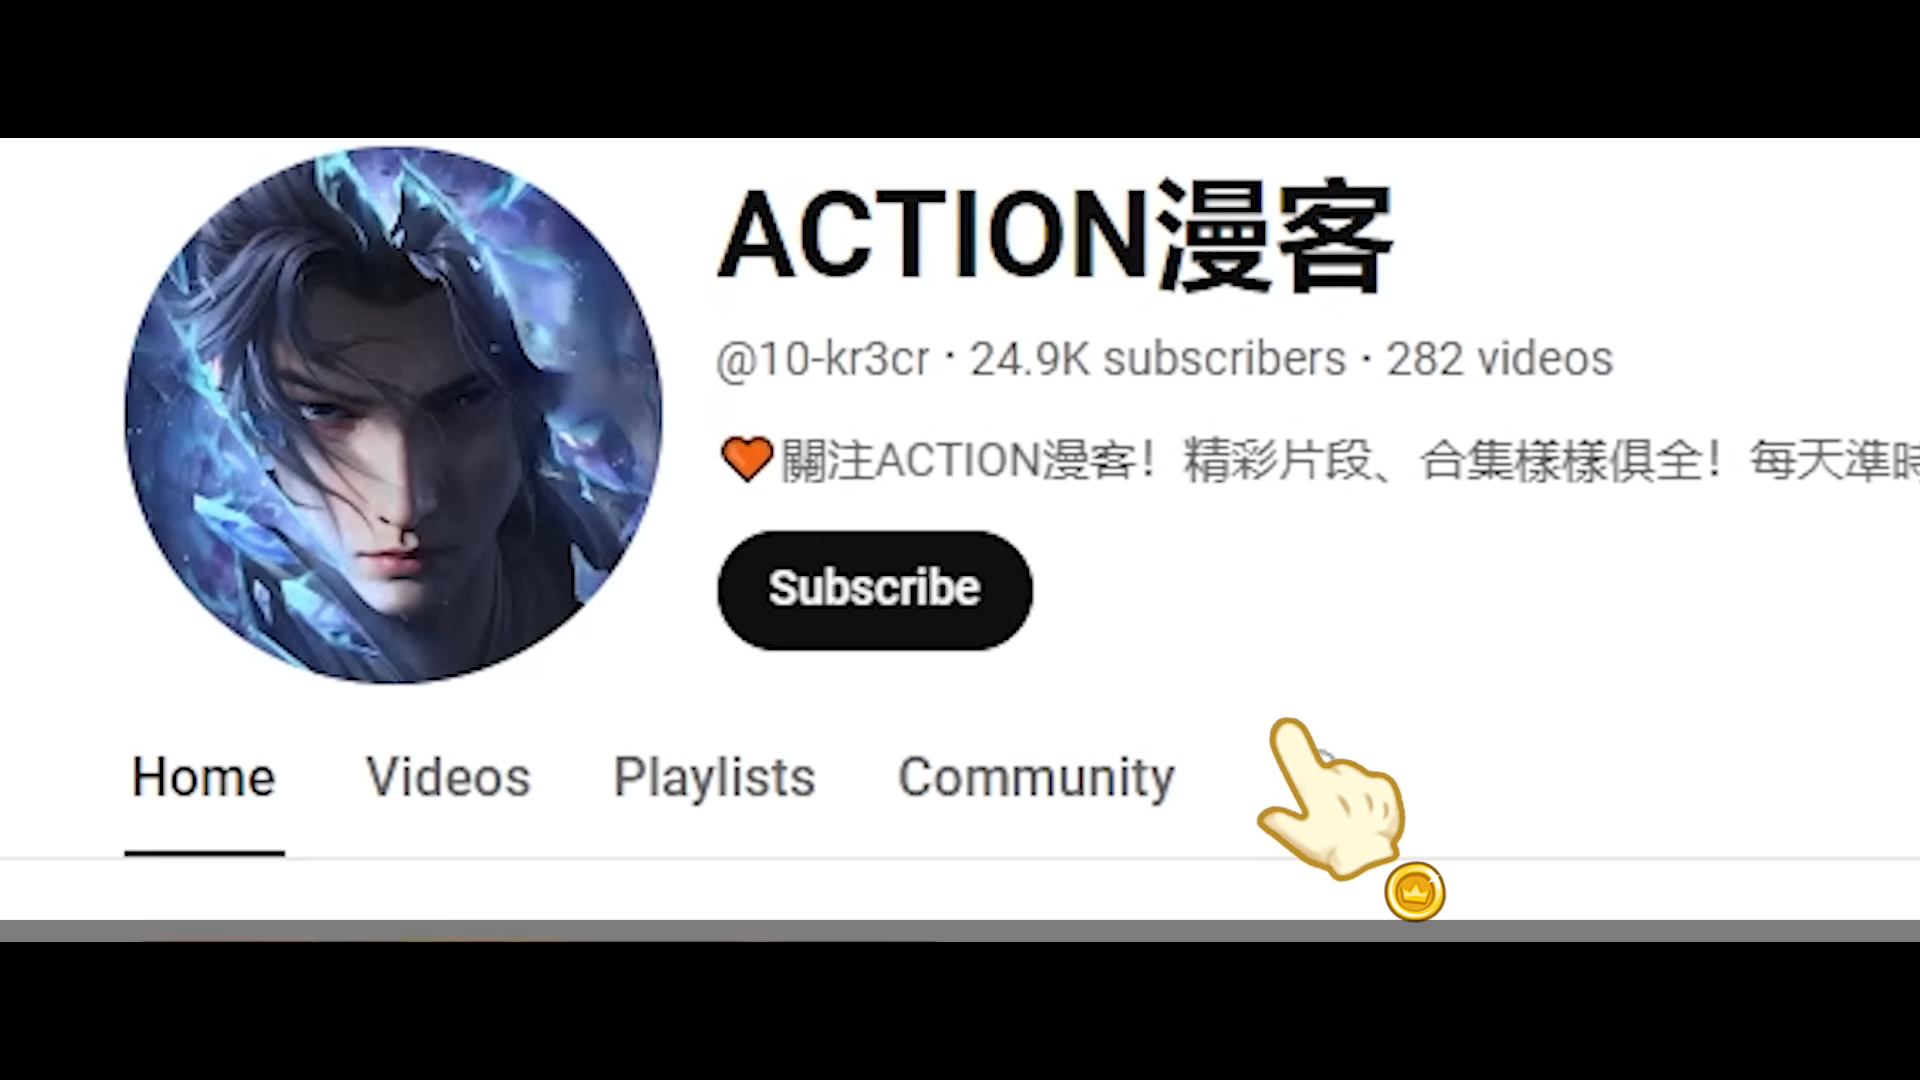 ACTION漫客
@10-kr3cr · 24.9K subscribers · 282 videos
🧡關注ACTION漫客！精彩片段、合集樣樣俱全！每天準時
Subscribe
Home Videos Playlists Community